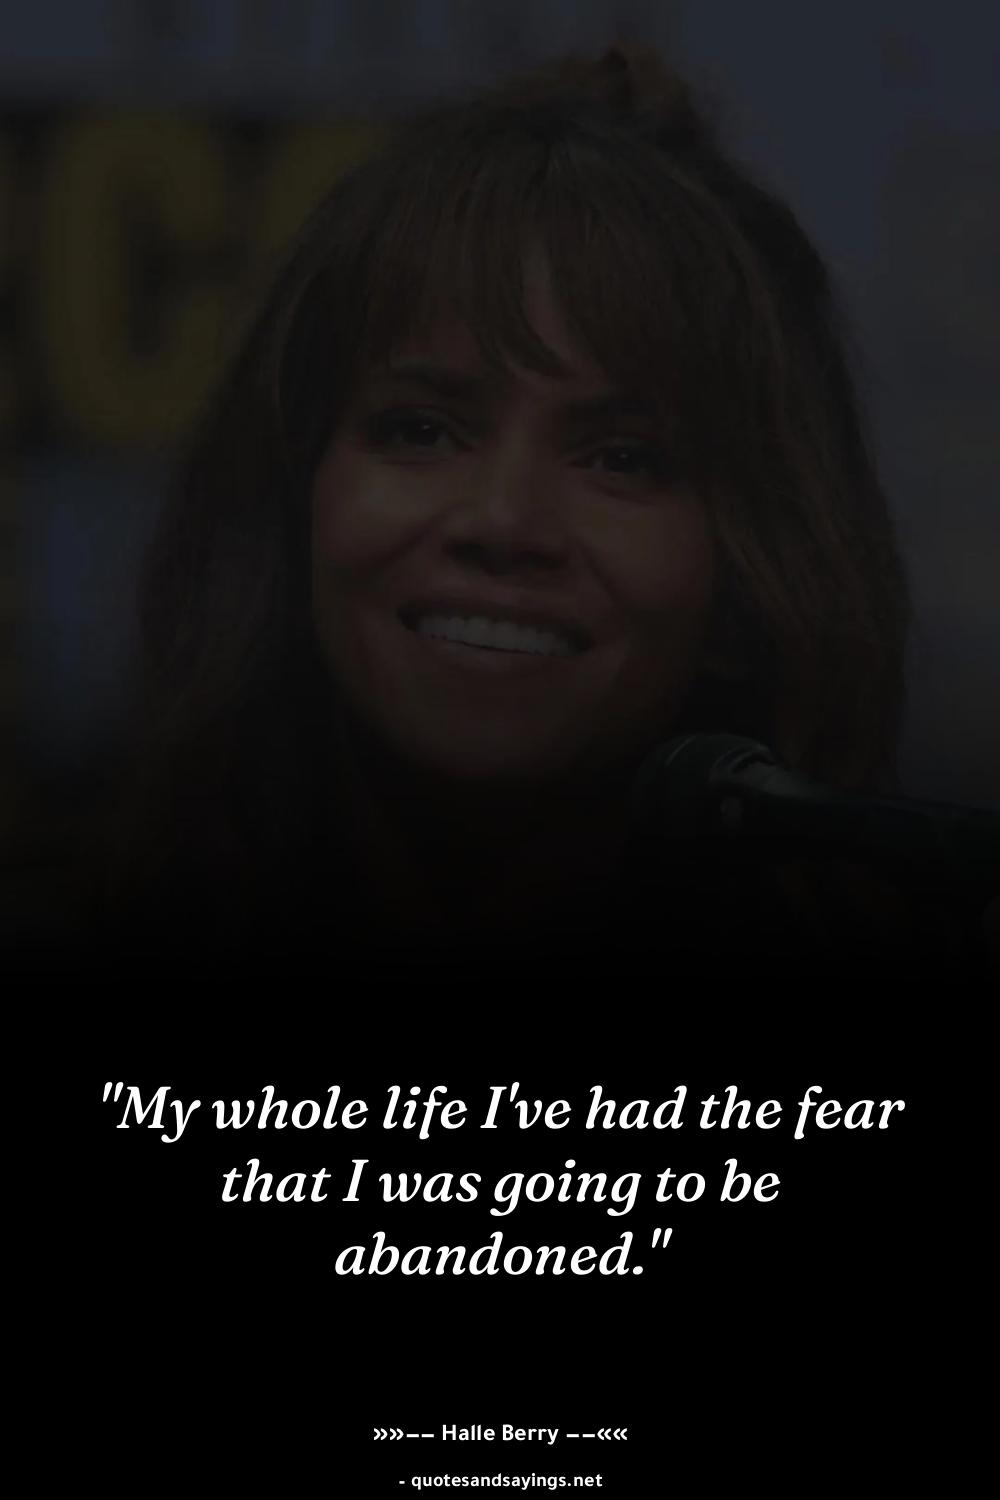 "My whole life I've had the fear
that I was going to be
abandoned."
»»−− Halle Berry −−««
- quotesandsayings.net